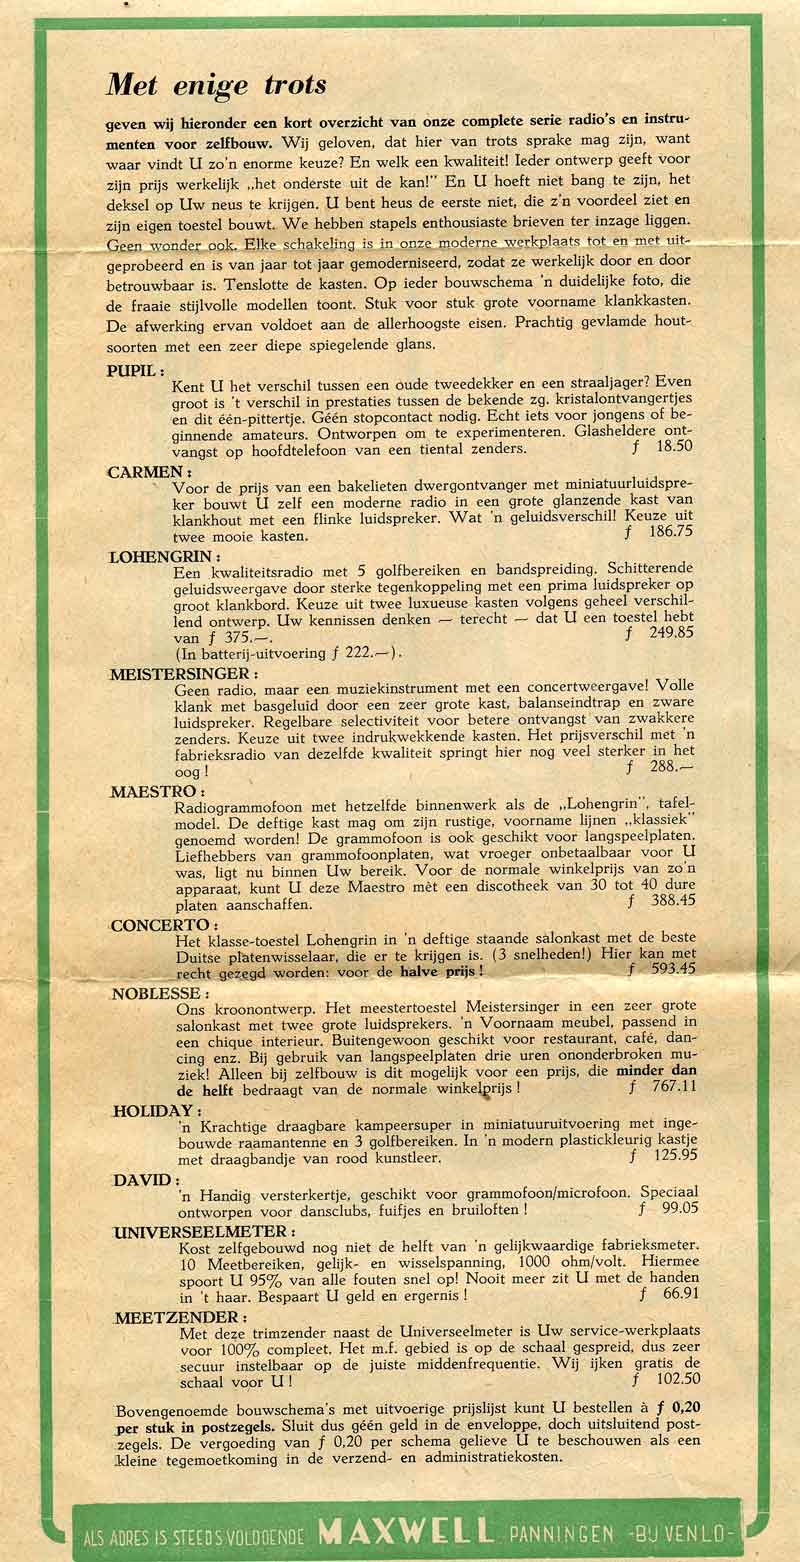 Met enige trots
geven wij hieronder een kort overzicht van onze complete serie radio's en instru-
menten voor zelfbouw. Wij geloven, dat hier van trots sprake mag zijn, want
waar vindt U zo'n enorme keuze? En welk een kwaliteit! Ieder ontwerp geeft voor
zijn prijs werkelijk „het onderste uit de kan!" En U hoeft niet bang te zijn, het
deksel op Uw neus te krijgen. U bent heus de eerste niet, die z'n voordeel ziet en
zijn eigen toestel bouwt. We hebben stapels enthousiaste brieven ter inzage liggen.
Geen wonder ook. Elke schakeling is in onze moderne werkplaats tot en met uit-
geprobeerd en is van jaar tot jaar gemoderniseerd, zodat ze werkelijk door en door
betrouwbaar is. Tenslotte de kasten. Op ieder bouwschema 'n duidelijke foto, die
de fraaie stijlvolle modellen toont. Stuk voor stuk grote voorname klankkasten.
De afwerking ervan voldoet aan de allerhoogste eisen. Prachtig gevlamde hout-
soorten met een zeer diepe spiegelende glans.
PUPIL :
Kent U het verschil tussen een oude tweedekker en een straaljager? Even
groot is 't verschil in prestaties tussen de bekende zg. kristalontvangertjes
en dit één-pittertje. Géén stopcontact nodig. Echt iets voor jongens of be-
ginnende amateurs. Ontworpen om te experimenteren. Glasheldere ont-
vangst op hoofdtelefoon van een tiental zenders. f 18.50
CARMEN :
Voor de prijs van een bakelieten dwergontvanger met miniatuurluidspre-
ker bouwt U zelf een moderne radio in een grote glanzende kast van
klankhout met een flinke luidspreker. Wat 'n geluidsverschil! Keuze uit
twee mooie kasten. f 186.75
LOHENGRIN :
Een kwaliteitsradio met 5 golfbereiken en bandspreiding. Schitterende
geluidsweergave door sterke tegenkoppeling met een prima luidspreker op
groot klankbord. Keuze uit twee luxueuse kasten volgens geheel verschil-
lend ontwerp. Uw kennissen denken — terecht — dat U een toestel hebt
van f 375.—. f 249.85
(In batterij-uitvoering f 222.—).
MEISTERSINGER :
Geen radio, maar een muziekinstrument met een concertweergave! Volle
klank met basgeluid door een zeer grote kast, balanseindtrap en zware
luidspreker. Regelbare selectiviteit voor betere ontvangst van zwakkere
zenders. Keuze uit twee indrukwekkende kasten. Het prijsverschil met 'n
fabrieksradio van dezelfde kwaliteit springt hier nog veel sterker in het
oog ! f 288.—
MAESTRO :
Radiogrammofoon met hetzelfde binnenwerk als de „Lohengrin", tafel-
model. De deftige kast mag om zijn rustige, voorname lijnen „klassiek"
genoemd worden! De grammofoon is ook geschikt voor langspeelplaten.
Liefhebbers van grammofoonplaten, wat vroeger onbetaalbaar voor U
was, ligt nu binnen Uw bereik. Voor de normale winkelprijs van zo'n
apparaat, kunt U deze Maestro mèt een discotheek van 30 tot 40 dure
platen aanschaffen. f 388.45
CONCERTO :
Het klasse-toestel Lohengrin in 'n deftige staande salonkast met de beste
Duitse platenwisselaar, die er te krijgen is. (3 snelheden!) Hier kan met
recht gezegd worden: voor de halve prijs ! f 593.45
NOBLESSE :
Ons kroonontwerp. Het meestertoestel Meistersinger in een zeer grote
salonkast met twee grote luidsprekers. 'n Voornaam meubel, passend in
een chique interieur. Buitengewoon geschikt voor restaurant, café, dan-
cing enz. Bij gebruik van langspeelplaten drie uren ononderbroken mu-
ziek! Alleen bij zelfbouw is dit mogelijk voor een prijs, die minder dan
de helft bedraagt van de normale winkelprijs ! f 767.11
HOLIDAY :
'n Krachtige draagbare kampeersuper in miniatuuruitvoering met inge-
bouwde raamantenne en 3 golfbereiken. In 'n modern plastickleurig kastje
met draagbandje van rood kunstleer. f 125.95
DAVID :
'n Handig versterkertje, geschikt voor grammofoon/microfoon. Speciaal
ontworpen voor dansclubs, fuifjes en bruiloften ! f 99.05
UNIVERSEELMETER :
Kost zelfgebouwd nog niet de helft van 'n gelijkwaardige fabrieksmeter.
10 Meetbereiken, gelijk- en wisselspanning, 1000 ohm/volt. Hiermee
spoort U 95% van alle fouten snel op! Nooit meer zit U met de handen
in 't haar. Bespaart U geld en ergernis ! f 66.91
MEETZENDER :
Met deze trimzender naast de Universeelmeter is Uw service-werkplaats
voor 100% compleet. Het m.f. gebied is op de schaal gespreid, dus zeer
secuur instelbaar op de juiste middenfrequentie. Wij ijken gratis de
schaal voor U ! f 102.50
Bovengenoemde bouwschema's met uitvoerige prijslijst kunt U bestellen à f 0,20
per stuk in postzegels. Sluit dus géén geld in de enveloppe, doch uitsluitend post-
zegels. De vergoeding van f 0,20 per schema gelieve U te beschouwen als een
kleine tegemoetkoming in de verzend- en administratiekosten.
ALS ADRES IS STEEDS VOLDOENDE MAXWELL PANNINGEN -BIJ VENLO-